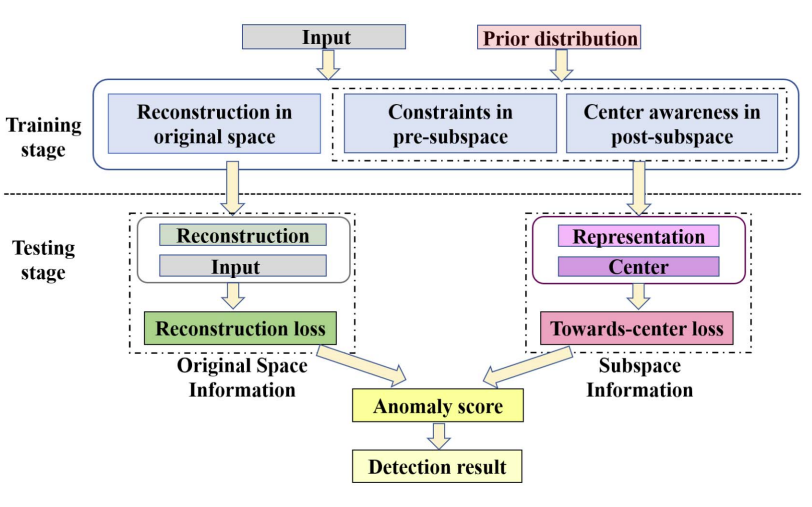 Input
Prior distribution
Training
stage
Reconstruction in
original space
Constraints in
pre-subspace
Center awareness in
post-subspace
Testing
stage
Reconstruction
Input
Reconstruction loss
Original Space
Information
Representation
Center
Towards-center loss
Subspace
Information
Anomaly score
Detection result